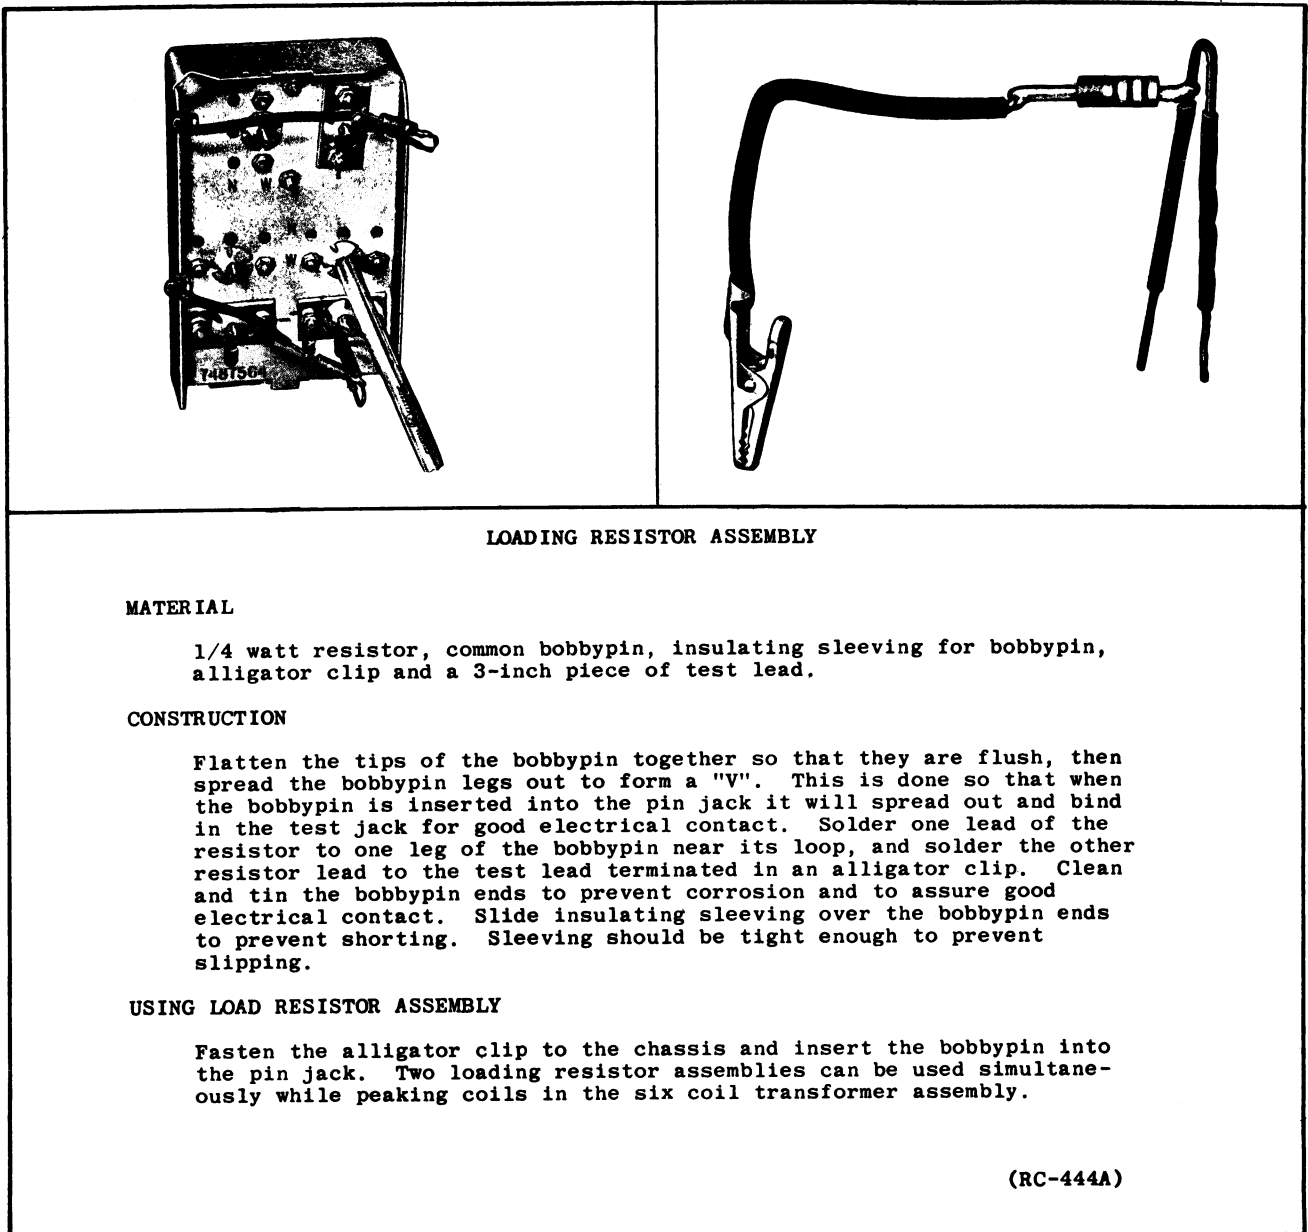 N W
W
W
7487564
LOADING RESISTOR ASSEMBLY
MATERIAL
1/4 watt resistor, common bobbypin, insulating sleeving for bobbypin,
alligator clip and a 3-inch piece of test lead.
CONSTRUCTION
Flatten the tips of the bobbypin together so that they are flush, then
spread the bobbypin legs out to form a "V". This is done so that when
the bobbypin is inserted into the pin jack it will spread out and bind
in the test jack for good electrical contact. Solder one lead of the
resistor to one leg of the bobbypin near its loop, and solder the other
resistor lead to the test lead terminated in an alligator clip. Clean
and tin the bobbypin ends to prevent corrosion and to assure good
electrical contact. Slide insulating sleeving over the bobbypin ends
to prevent shorting. Sleeving should be tight enough to prevent
slipping.
USING LOAD RESISTOR ASSEMBLY
Fasten the alligator clip to the chassis and insert the bobbypin into
the pin jack. Two loading resistor assemblies can be used simultane-
ously while peaking coils in the six coil transformer assembly.
(RC-444A)